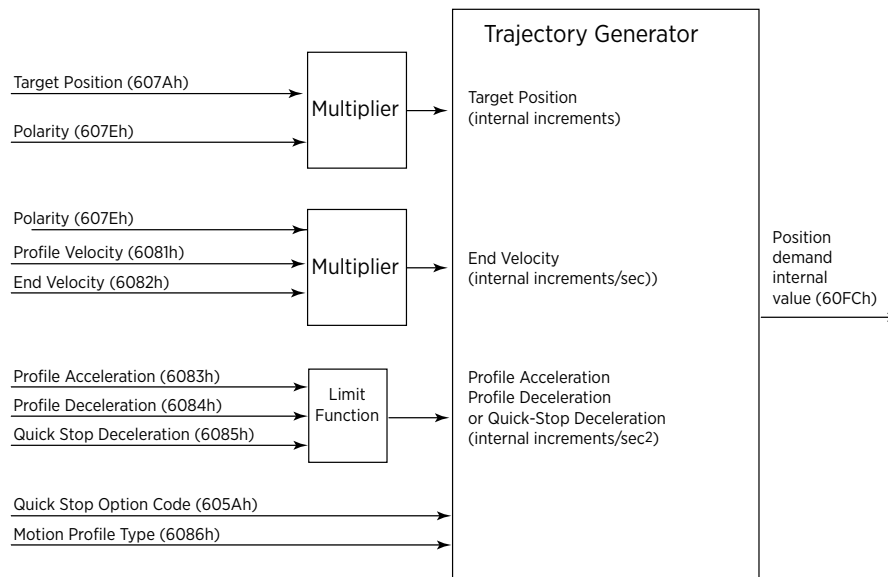 Trajectory Generator
Target Position (607Ah)
Polarity (607Eh)
Multiplier
Target Position
(internal increments)
Polarity (607Eh)
Profile Velocity (6081h)
End Velocity (6082h)
Multiplier
End Velocity
(internal increments/sec))
Position
demand
internal
value (60FCh)
Profile Acceleration (6083h)
Profile Deceleration (6084h)
Quick Stop Deceleration (6085h)
Limit
Function
Profile Acceleration
Profile Deceleration
or Quick-Stop Deceleration
(internal increments/sec2)
Quick Stop Option Code (605Ah)
Motion Profile Type (6086h)